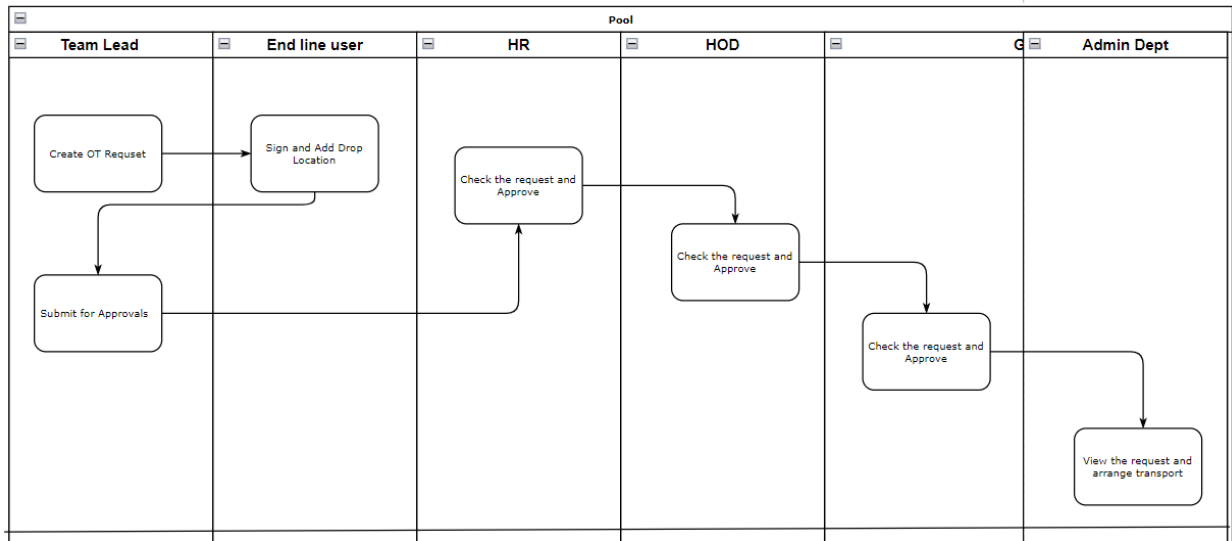 Pool
Team Lead
End line user
HR
HOD
Admin Dept
Create OT Requset
Sign and Add Drop
Location
Check the request and
Approve
Check the request and
Approve
Submit for Approvals
Check the request and
Approve
View the request and
arrange transport